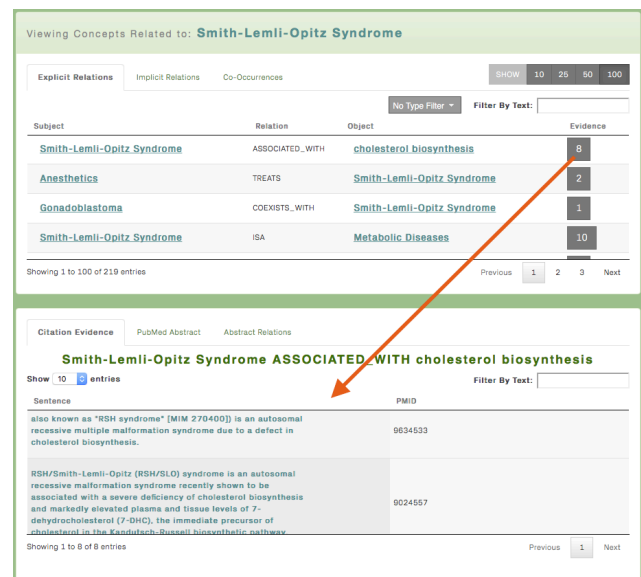 Viewing Concepts Related to: Smith-Lemli-Opitz Syndrome
Explicit Relations Implicit Relations Co-Occurrences SHOW 10 25 50 100
No Type Filter Filter By Text:
Subject Relation Object Evidence
Smith-Lemli-Opitz Syndrome ASSOCIATED_WITH cholesterol biosynthesis 8
Anesthetics TREATS Smith-Lemli-Opitz Syndrome 2
Gonadoblastoma COEXISTS_WITH Smith-Lemli-Opitz Syndrome 1
Smith-Lemli-Opitz Syndrome ISA Metabolic Diseases 10
Showing 1 to 100 of 219 entries Previous 1 2 3 Next
Citation Evidence PubMed Abstract Abstract Relations
Smith-Lemli-Opitz Syndrome ASSOCIATED_WITH cholesterol biosynthesis
Show 10 entries Filter By Text:
Sentence PMID
also known as "RSH syndrome" [MIM 270400]) is an autosomal
recessive multiple malformation syndrome due to a defect in
cholesterol biosynthesis.
9634533
RSH/Smith-Lemli-Opitz (RSH/SLO) syndrome is an autosomal
recessive malformation syndrome recently shown to be
associated with a severe deficiency of cholesterol biosynthesis
and markedly elevated plasma and tissue levels of 7-
dehydrocholesterol (7-DHC), the immediate precursor of
cholesterol in the Kandutsch-Russell biosynthetic pathway.
9024557
Showing 1 to 8 of 8 entries Previous 1 Next